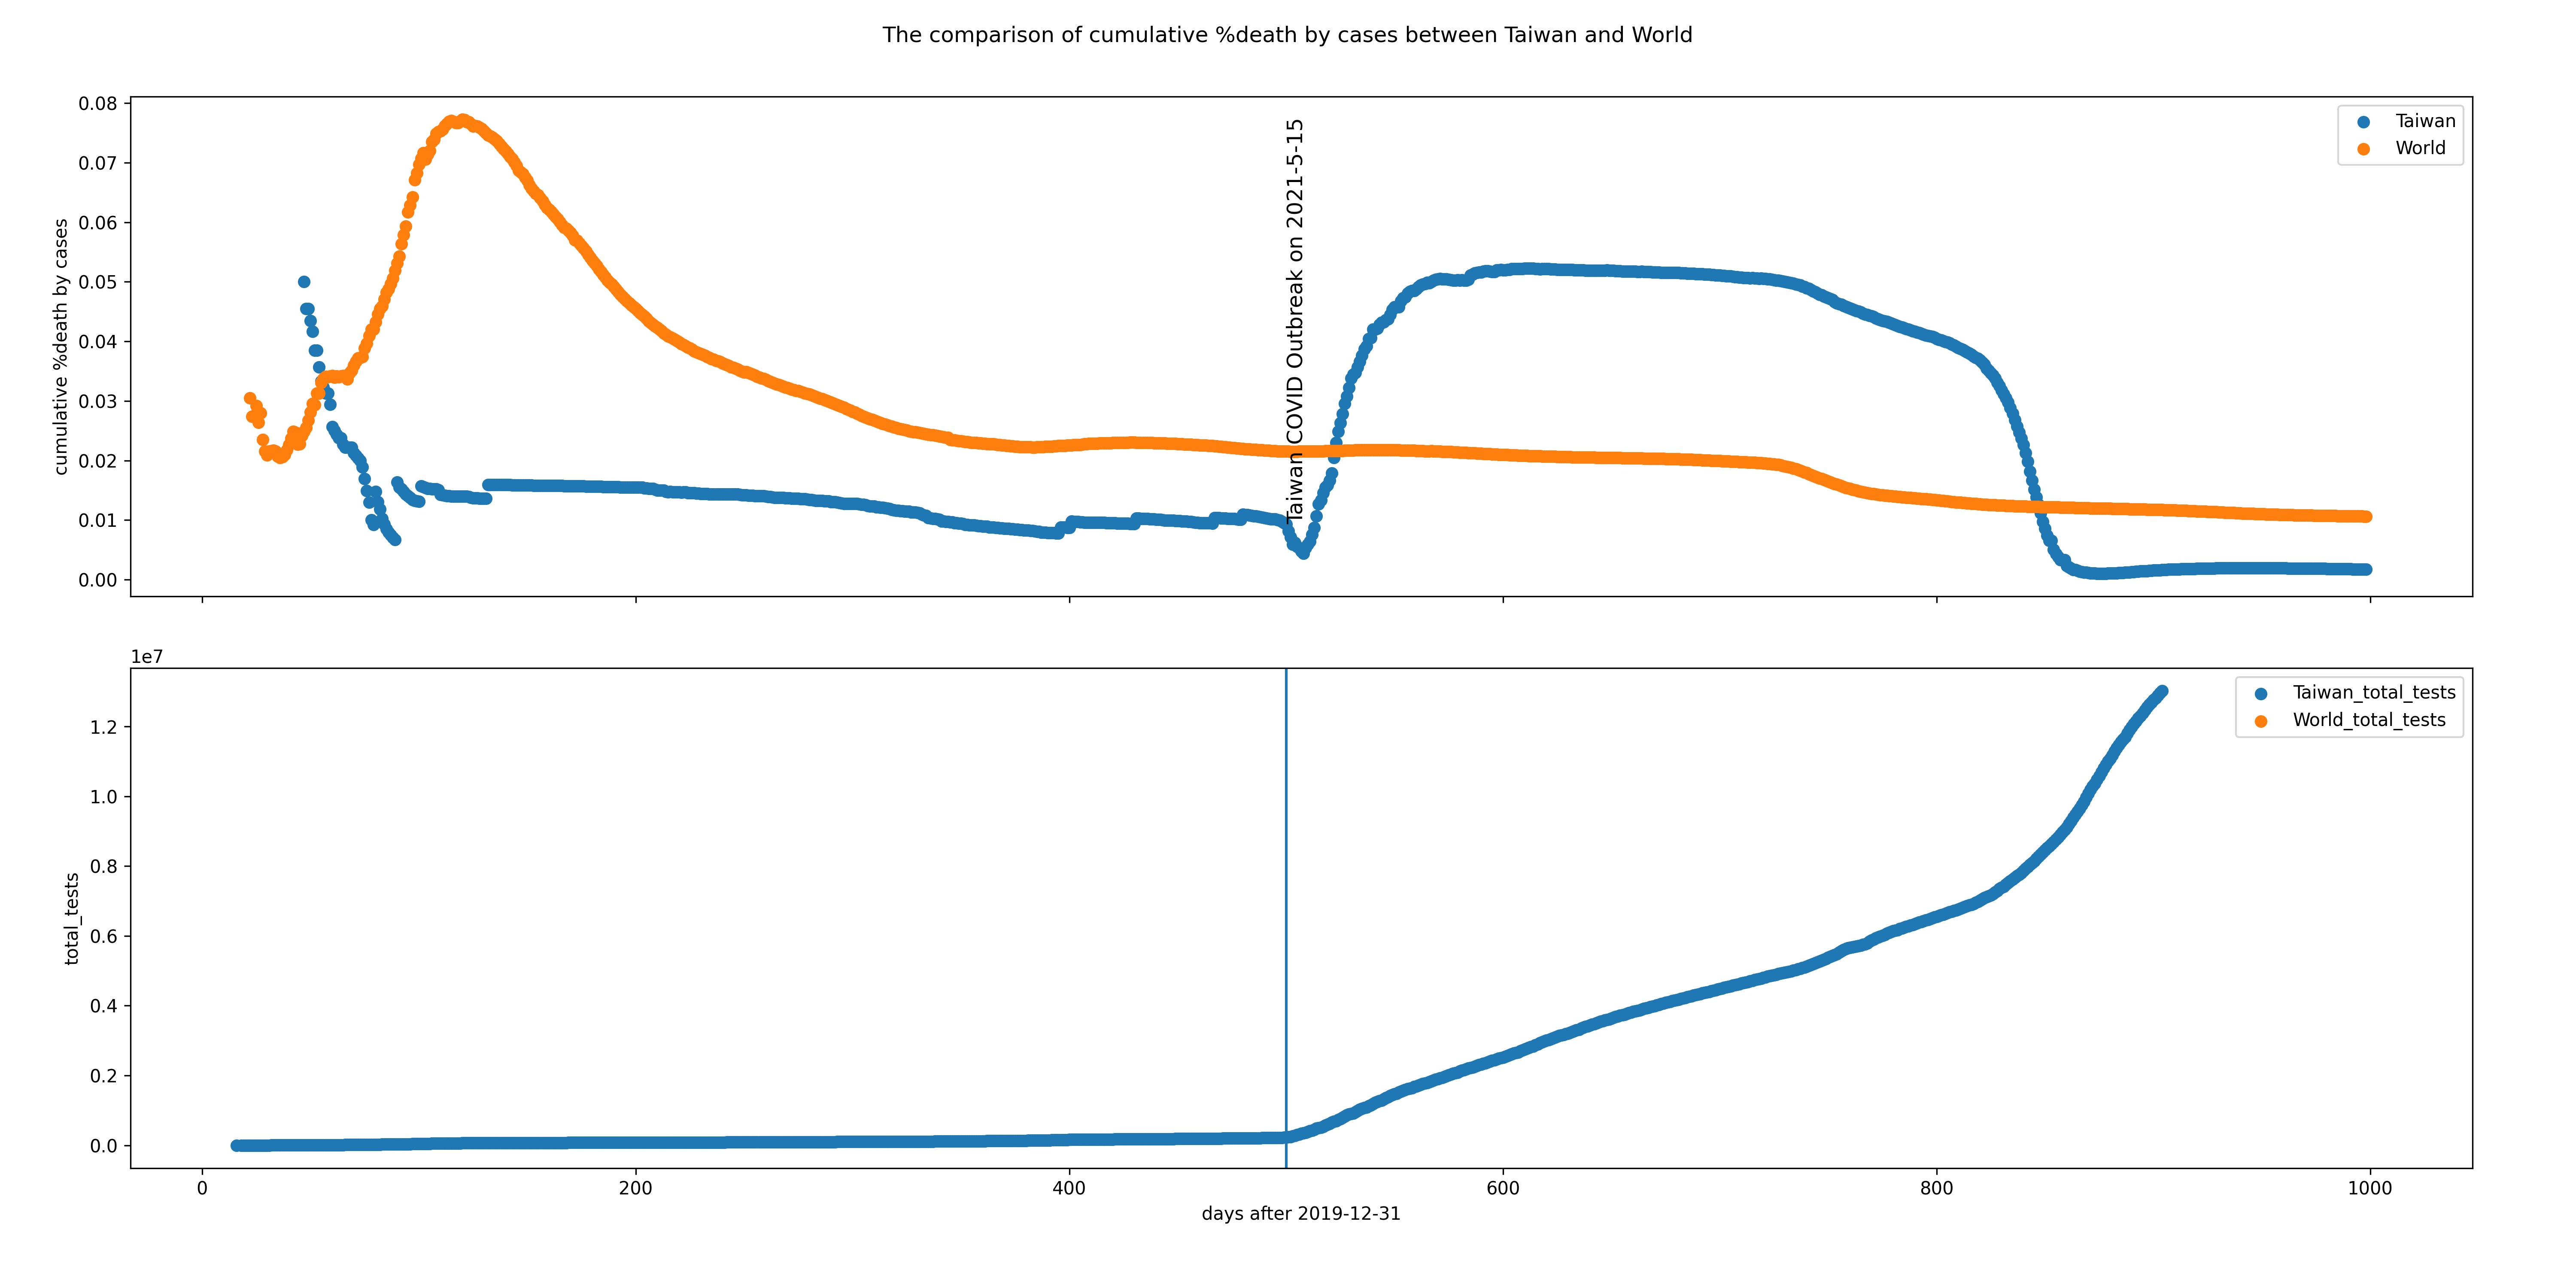 The comparison of cumulative %death by cases between Taiwan and World
cumulative %death by cases
0.08
0.07
0.06
0.05
0.04
0.03
0.02
0.01
0.00
Taiwan COVID Outbreak on 2021-5-15
Taiwan
World
1e7
total_tests
1.2
1.0
0.8
0.6
0.4
0.2
0.0
Taiwan_total_tests
World_total_tests
0 200 400 600 800 1000
days after 2019-12-31